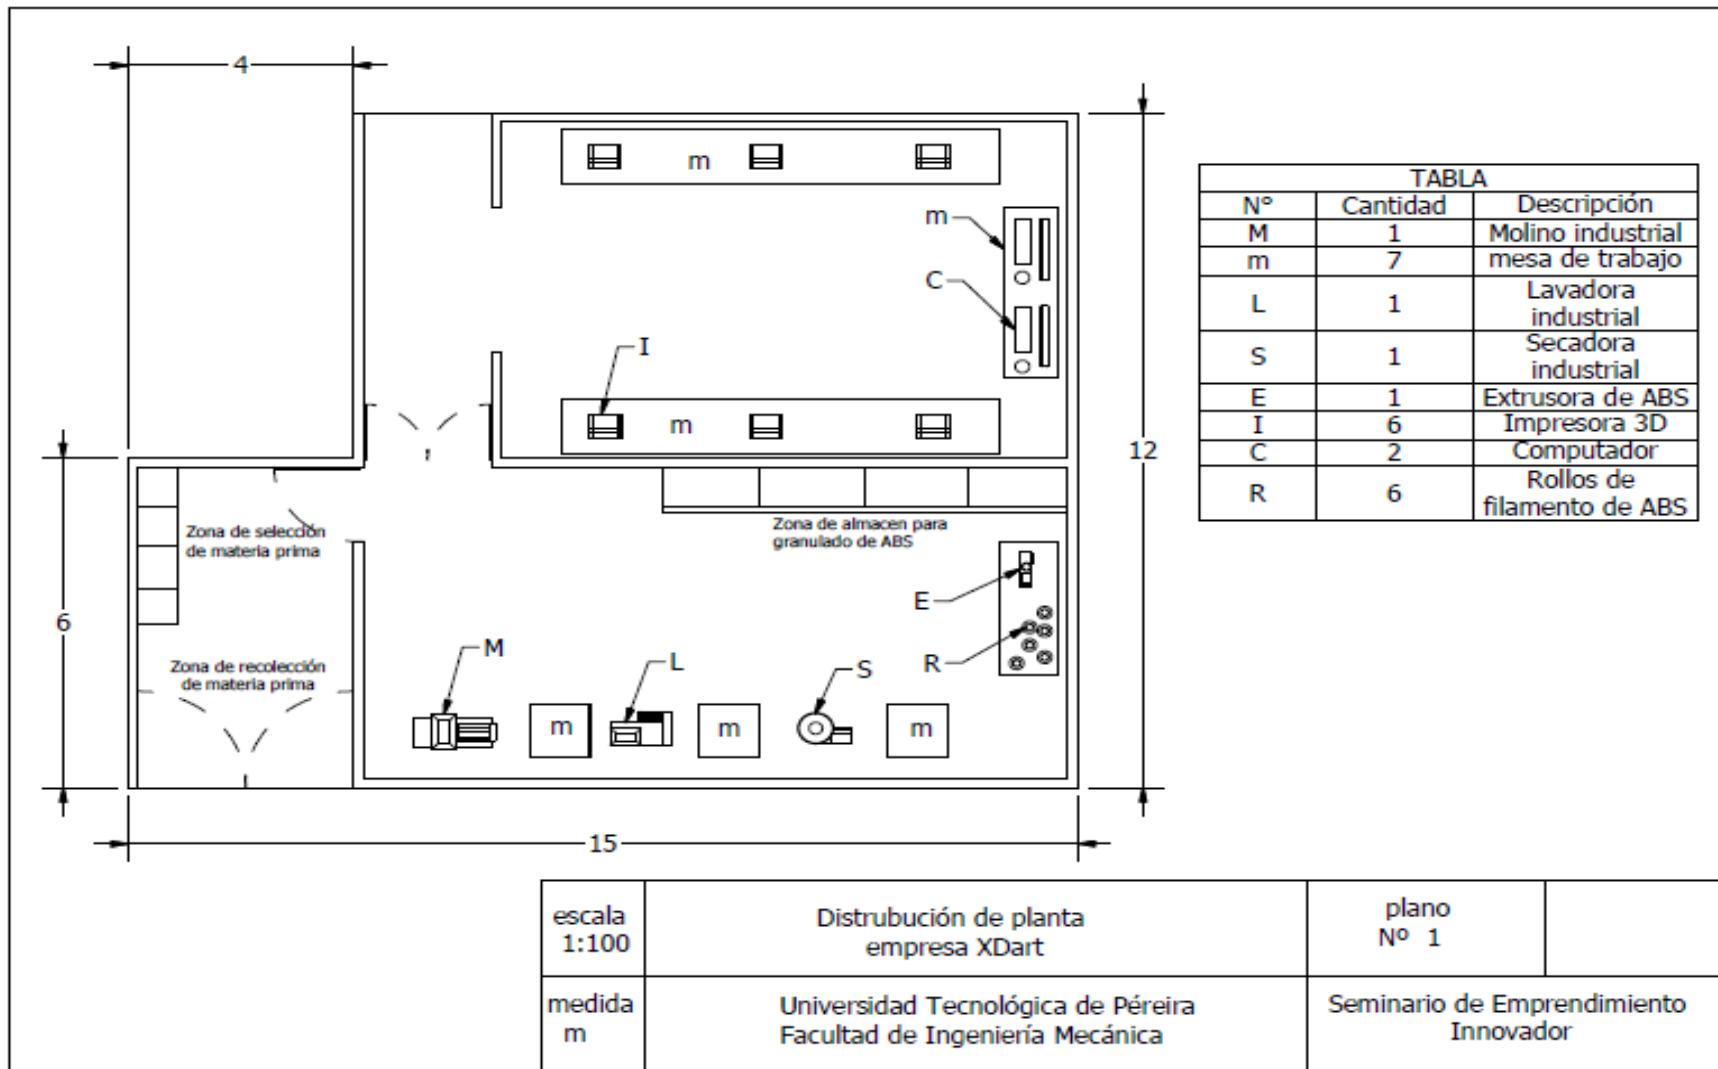 4
m
m
C
I
m
12
6
15
Zona de selección
de materia prima
Zona de almacen para
granulado de ABS
E
R
Zona de recolección
de materia prima
M
L
S
m
m
m
TABLA
N° Cantidad Descripción
M 1 Molino industrial
m 7 mesa de trabajo
L 1 Lavadora
industrial
S 1 Secadora
industrial
E 1 Extrusora de ABS
I 6 Impresora 3D
C 2 Computador
R 6 Rollos de
filamento de ABS
escala
1:100
Distrubución de planta
empresa XDart
plano
Nº 1
medida
m
Universidad Tecnológica de Péreira
Facultad de Ingeniería Mecánica
Seminario de Emprendimiento
Innovador